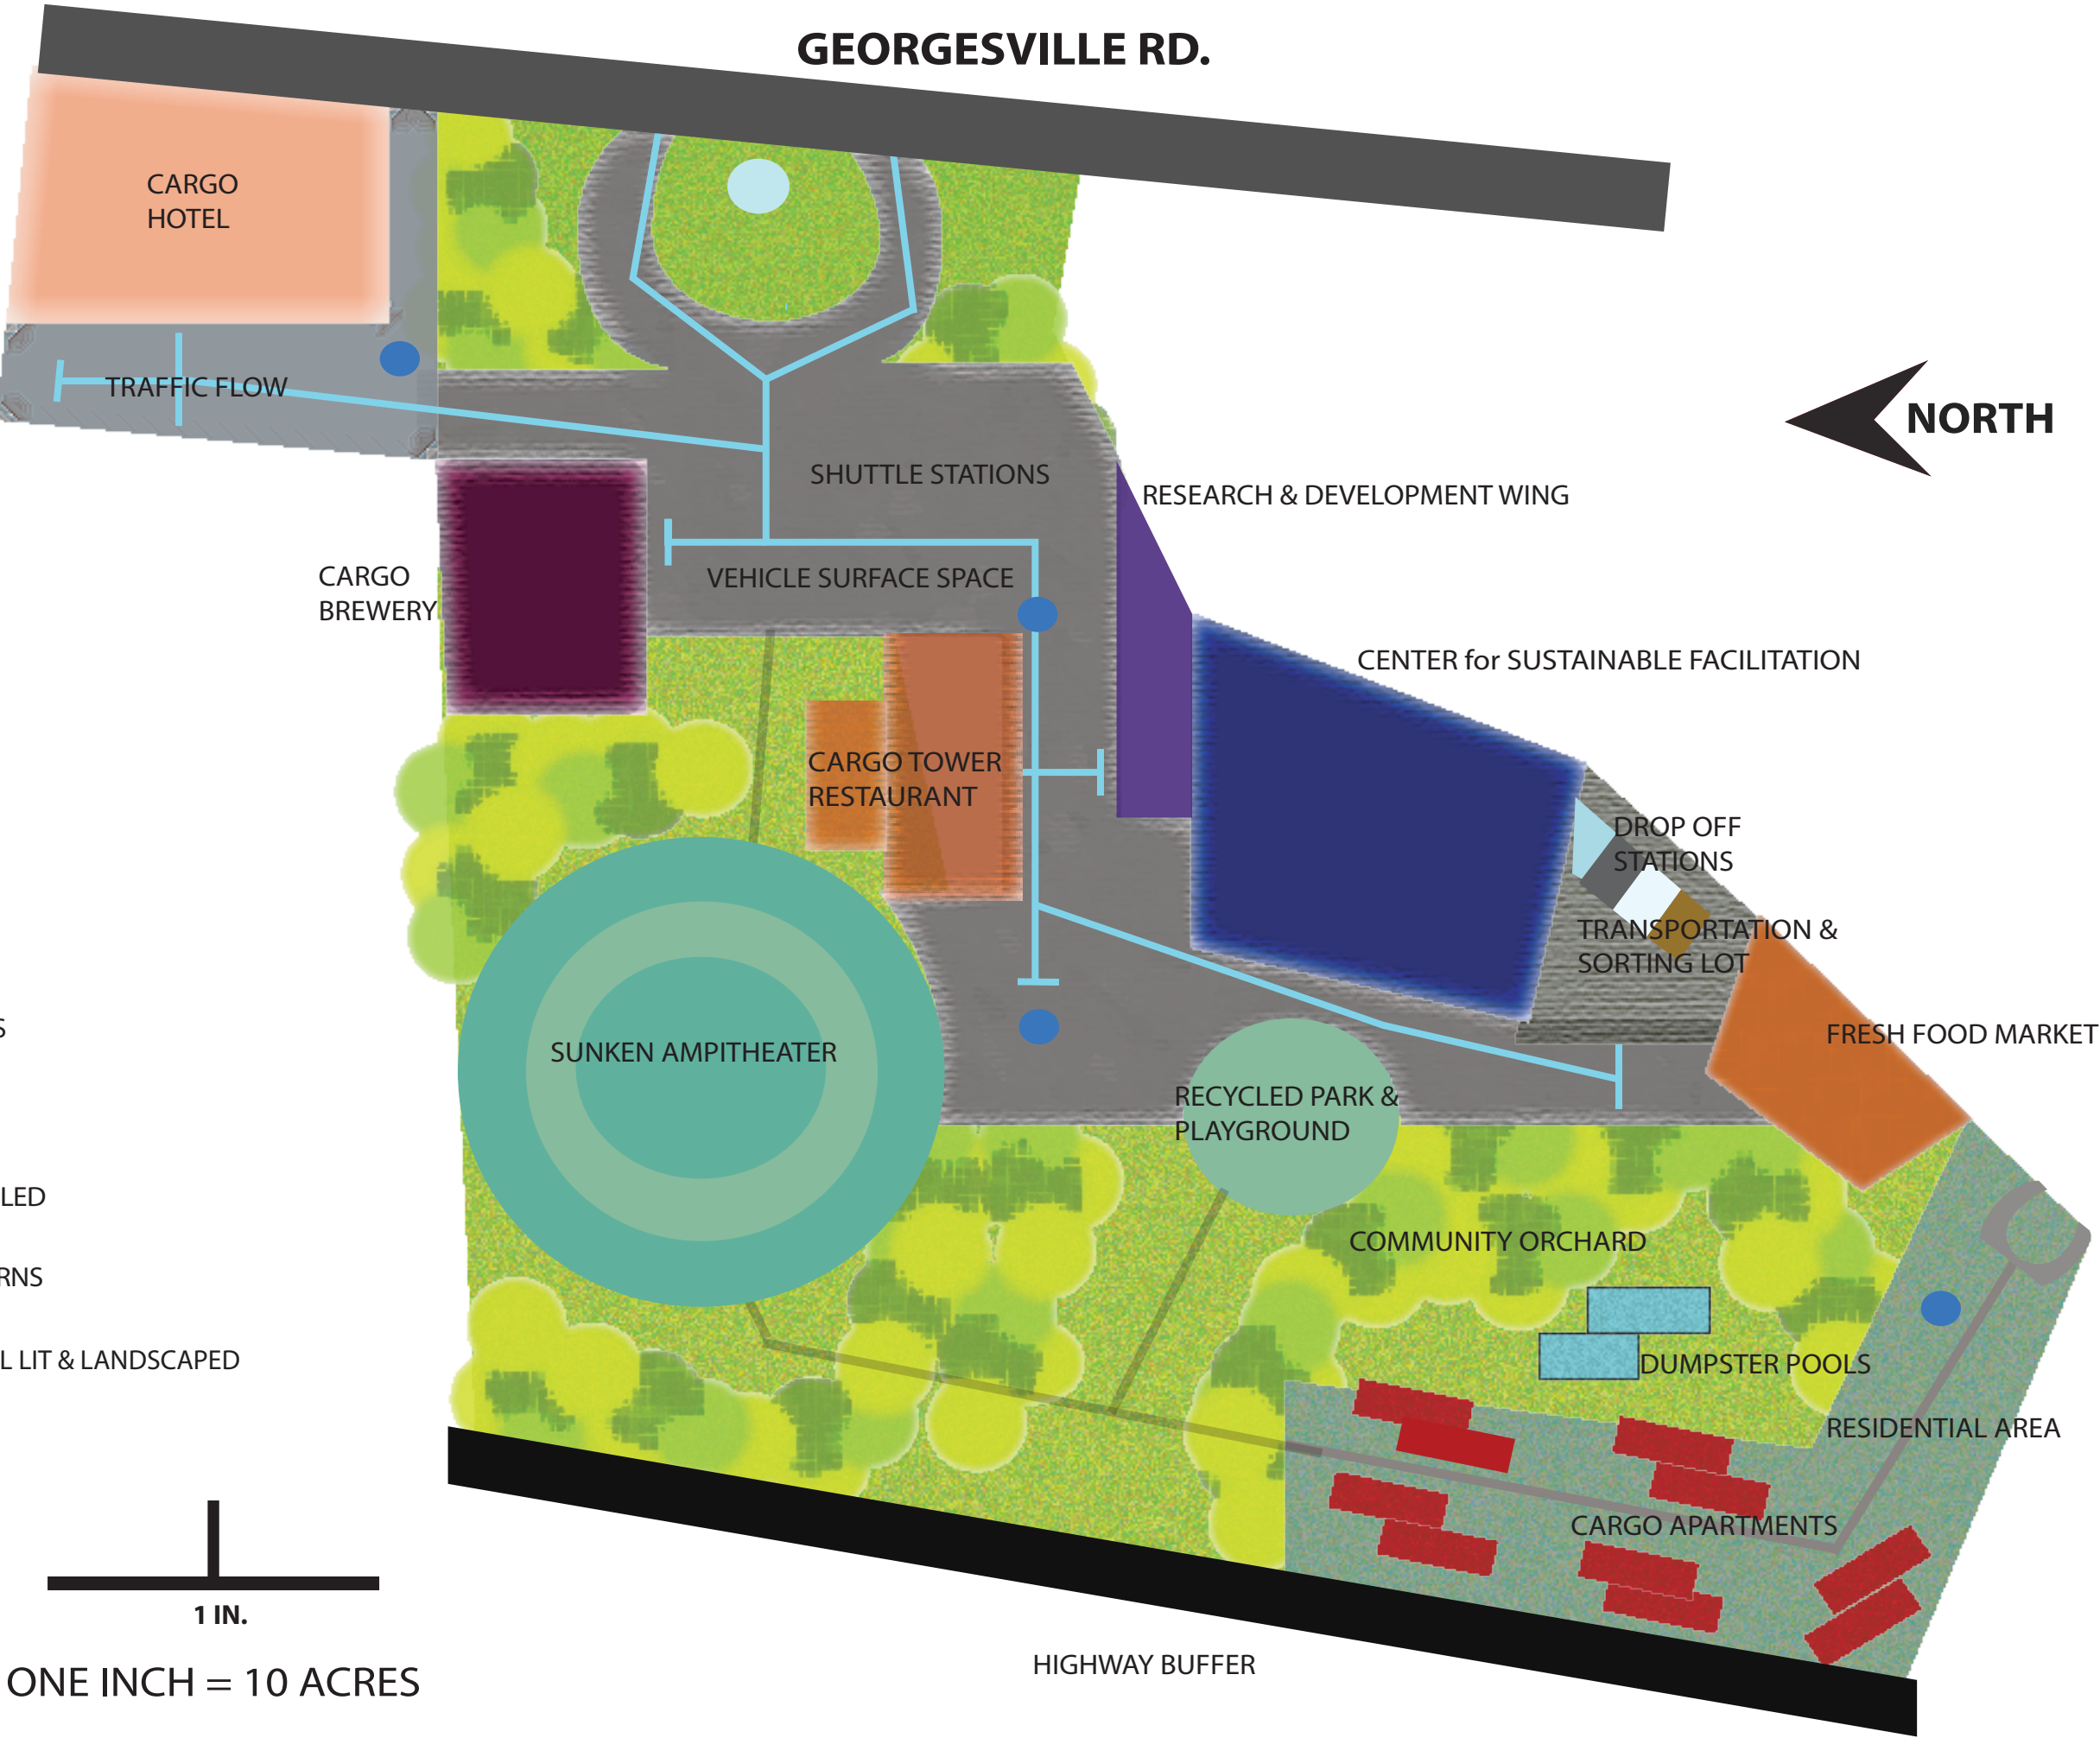 GEORGESVILLE RD.
CARGO
HOTEL
TRAFFIC FLOW
NORTH
SHUTTLE STATIONS
RESEARCH & DEVELOPMENT WING
CARGO
BREWERY
VEHICLE SURFACE SPACE
CENTER for SUSTAINABLE FACILITATION
CARGO TOWER
RESTAURANT
DROP OFF
STATIONS
TRANSPORTATION &
SORTING LOT
S
FRESH FOOD MARKET
SUNKEN AMPITHEATER
RECYCLED PARK &
PLAYGROUND
LED
COMMUNITY ORCHARD
RNS
L LIT & LANDSCAPED
DUMPSTER POOLS
RESIDENTIAL AREA
CARGO APARTMENTS
1 IN.
HIGHWAY BUFFER
ONE INCH = 10 ACRES